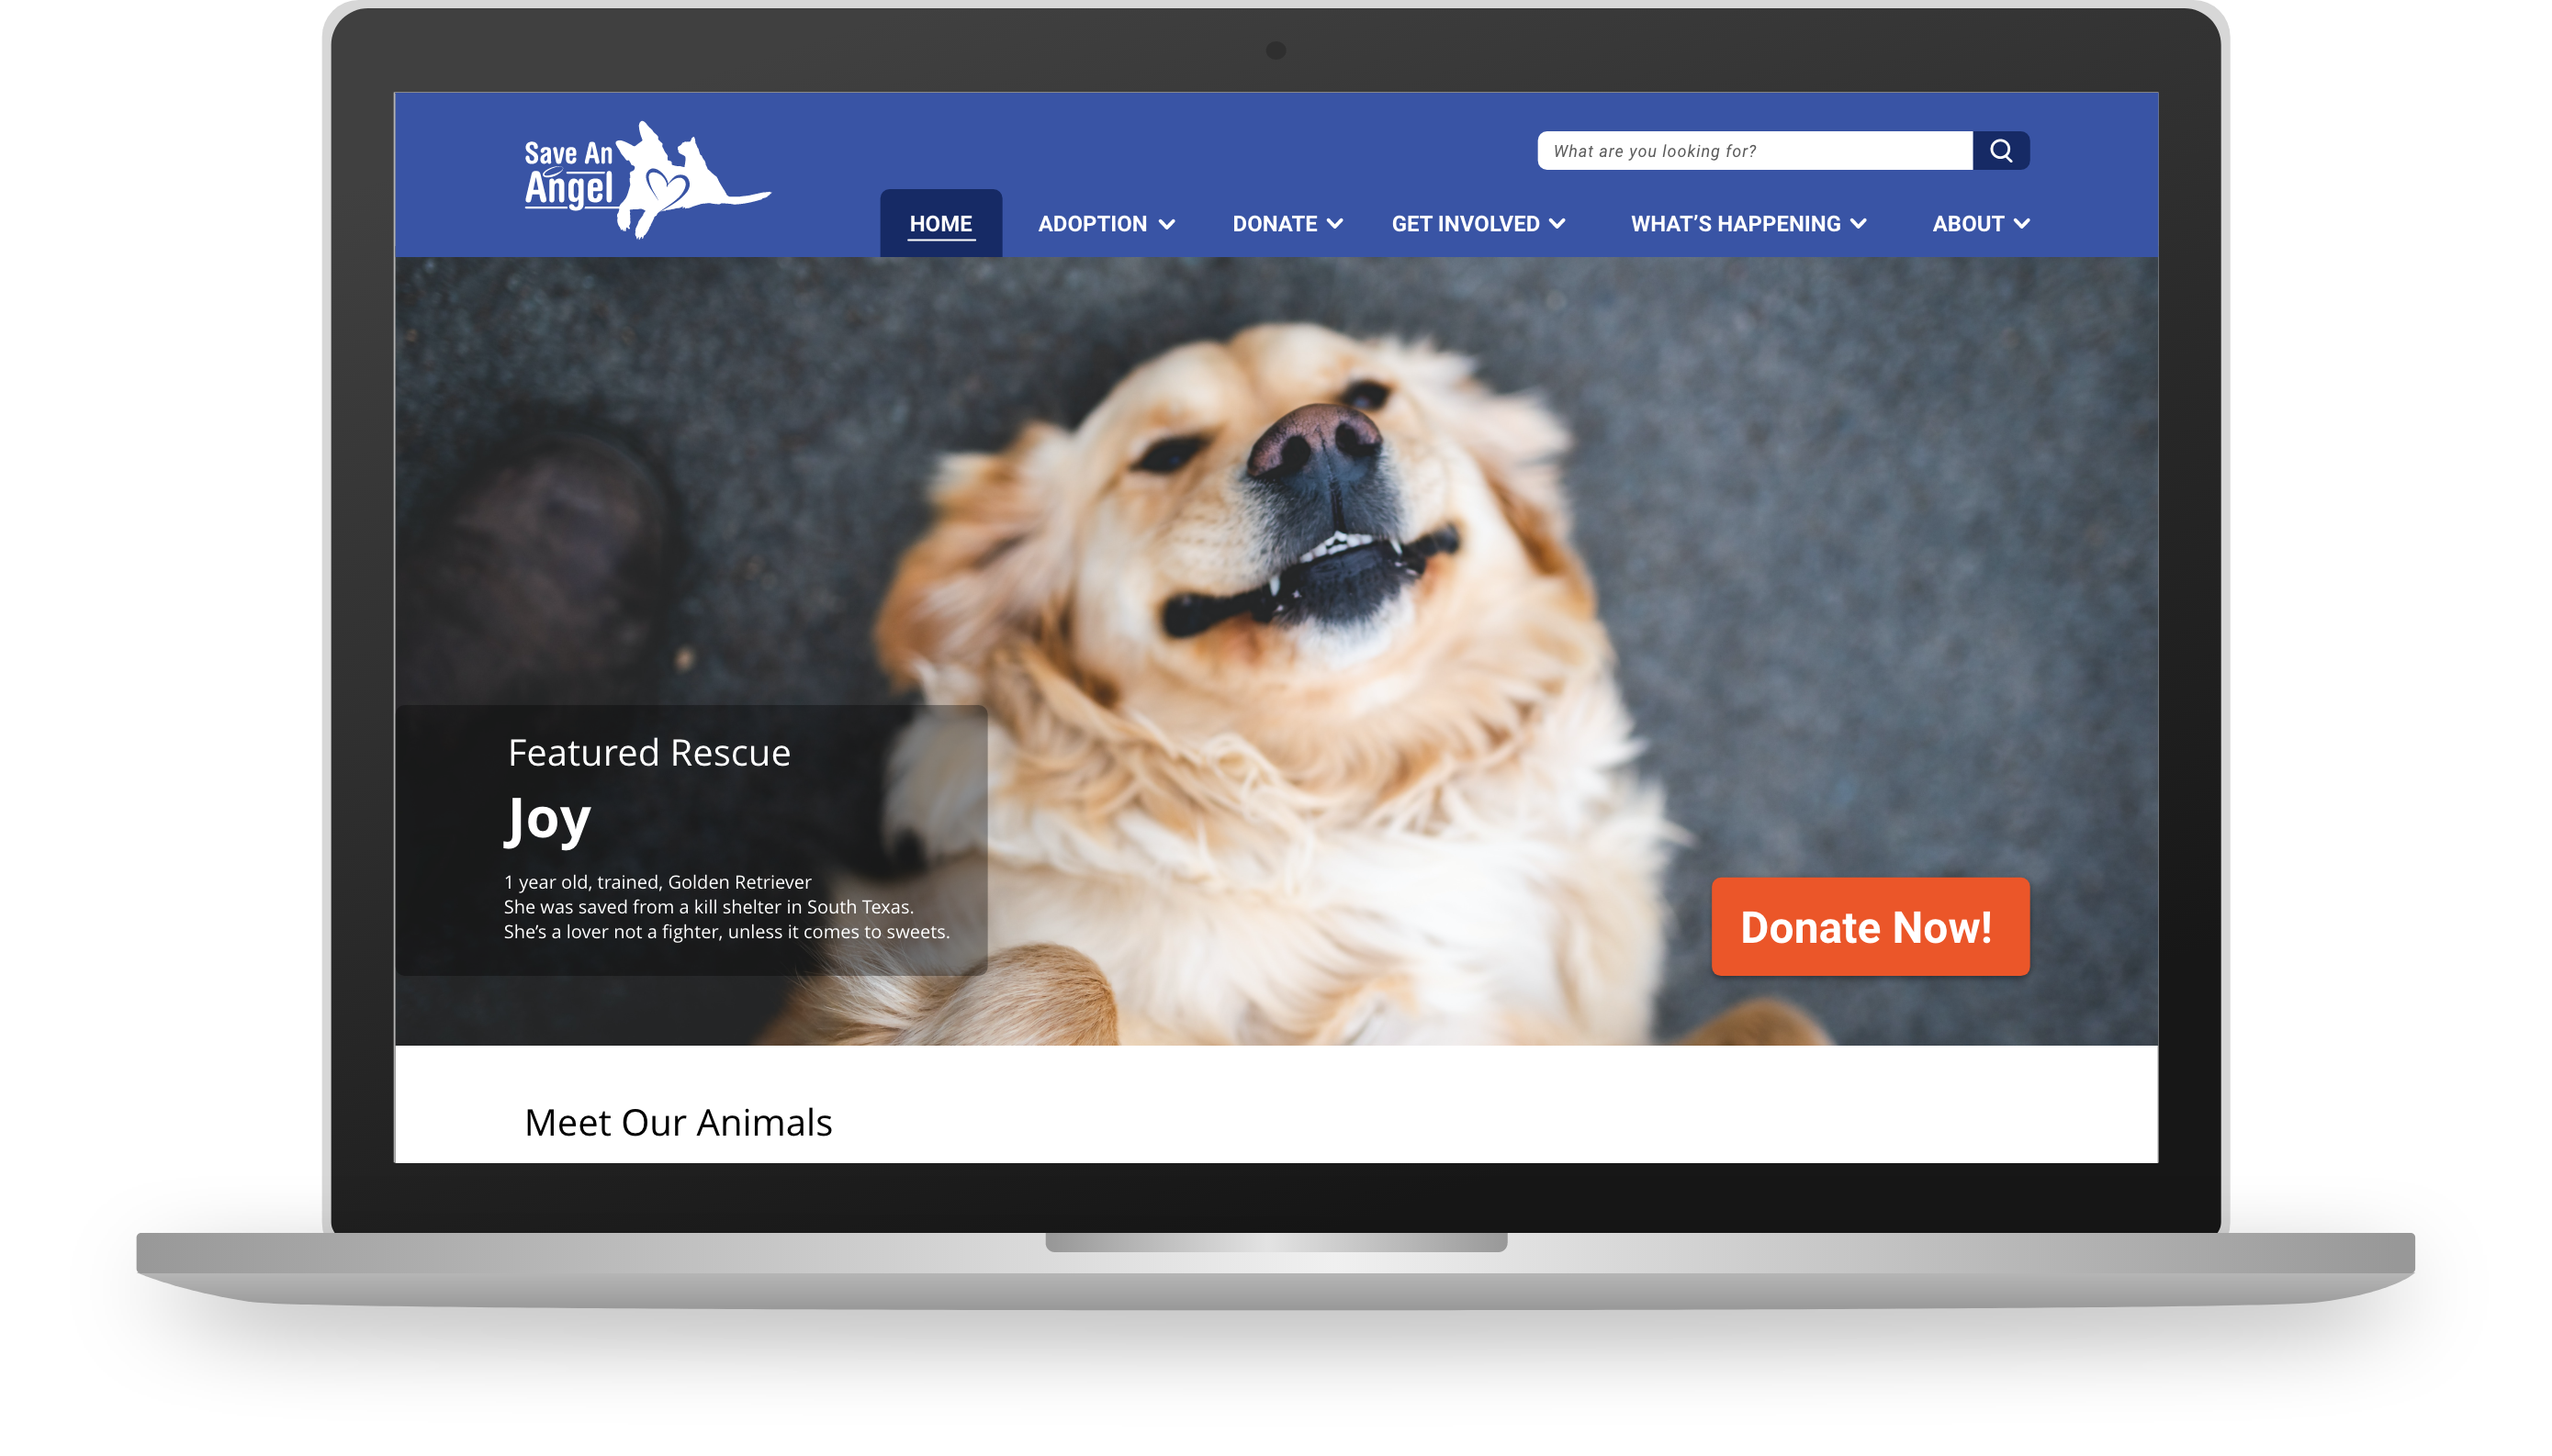 Save An
Angel
What are you looking for?
HOME
ADOPTION
DONATE
GET INVOLVED
WHAT’S HAPPENING
ABOUT
Featured Rescue
Joy
1 year old, trained, Golden Retriever
She was saved from a kill shelter in South Texas.
She’s a lover not a fighter, unless it comes to sweets.
Donate Now!
Meet Our Animals